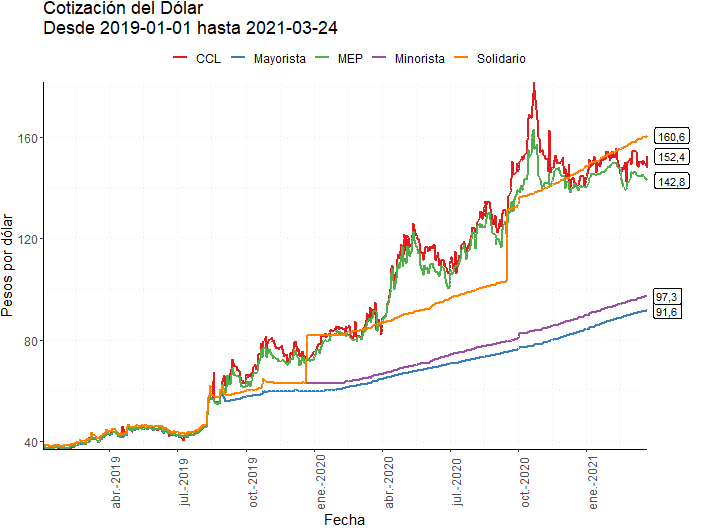 Cotización del Dólar
Desde 2019-01-01 hasta 2021-03-24
CCL Mayorista MEP Minorista Solidario
Pesos por dólar
160
120
80
40
160,6
152,4
142,8
97,3
91,6
abr.-2019
jul.-2019
oct.-2019
ene.-2020
abr.-2020
jul.-2020
oct.-2020
ene.-2021
Fecha